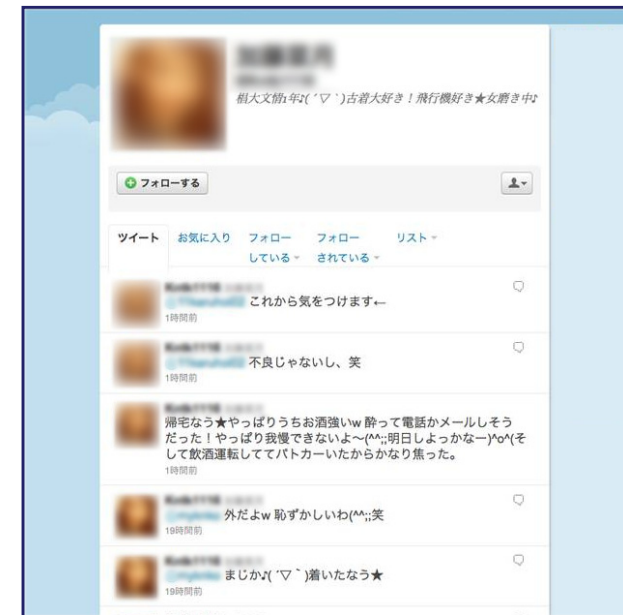 椙大文情1年♪( ´▽｀)古着大好き！飛行機好き★女磨き中♪
フォローする
ツイート お気に入り フォロー フォロー リスト
している されている
これから気をつけます←
1時間前
不良じゃないし、笑
1時間前
帰宅なう★やっぱりうちお酒強いw 酔って電話かメールしそう
だった！やっぱり我慢できないよ〜(^^;;明日しよっかなー)^o^(そ
して飲酒運転しててパトカーいたからかなり焦った。
1時間前
外だよw 恥ずかしいわ(^^;;笑
19時間前
まじか♪( ´▽｀)着いたなう★
19時間前